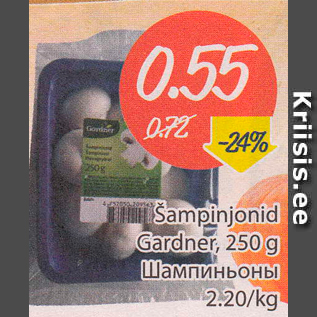 0.55
0.72
-24%
Gardner
250 g
Šampinjonid
Gardner, 250 g
Шампиньоны
2.20/kg
Kriisis.ee